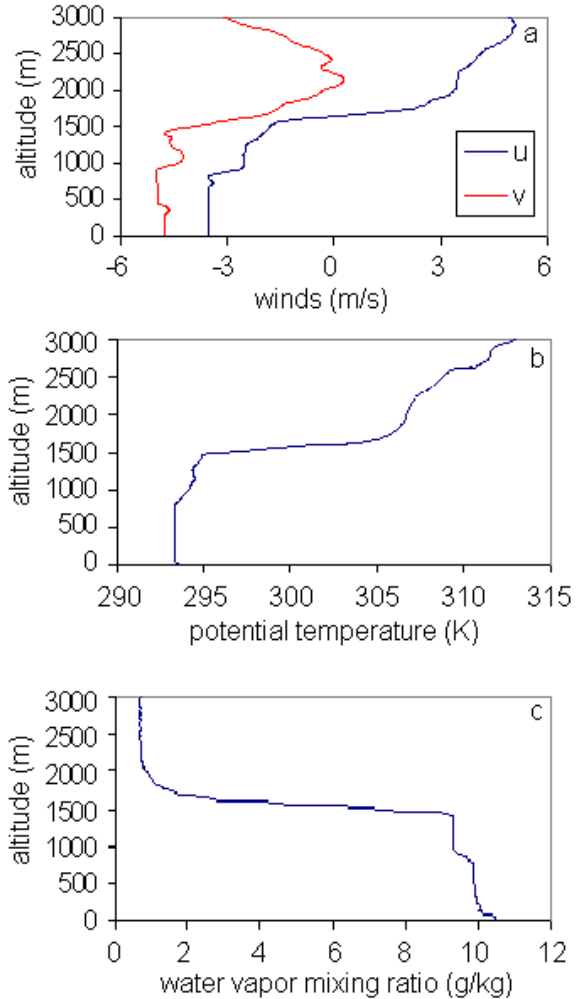 3000
a
2500
2000
1500
1000
500
0
altitude (m)
u
v
-6 -3 0 3 6
winds (m/s)
3000
b
2500
2000
1500
1000
500
0
altitude (m)
290 295 300 305 310 315
potential temperature (K)
3000
c
2500
2000
1500
1000
500
0
altitude (m)
0 2 4 6 8 10 12
water vapor mixing ratio (g/kg)